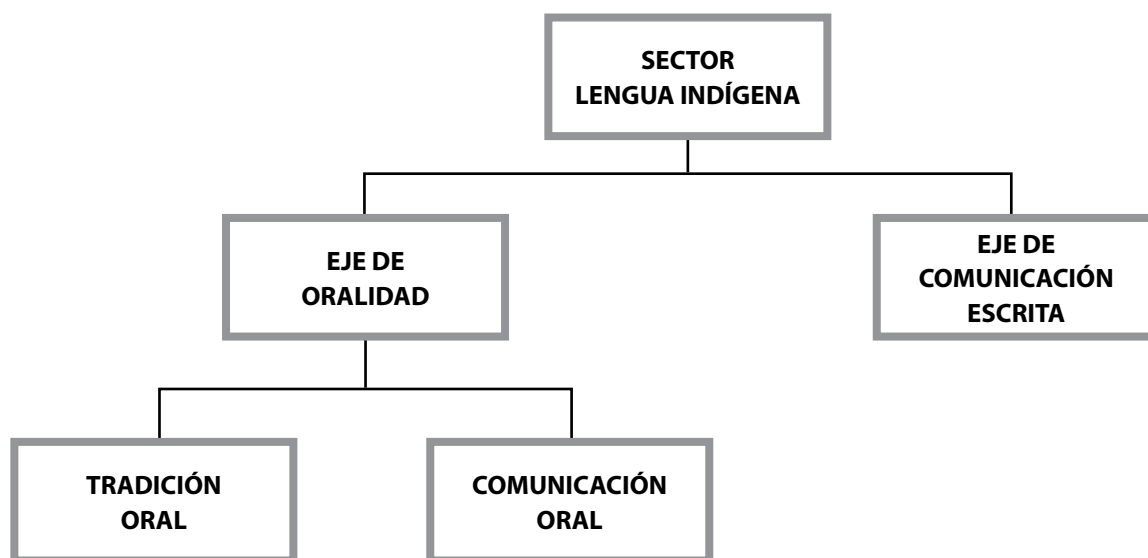 SECTOR
LENGUA INDÍGENA
EJE DE
ORALIDAD
EJE DE
COMUNICACIÓN
ESCRITA
TRADICIÓN
ORAL
COMUNICACIÓN
ORAL